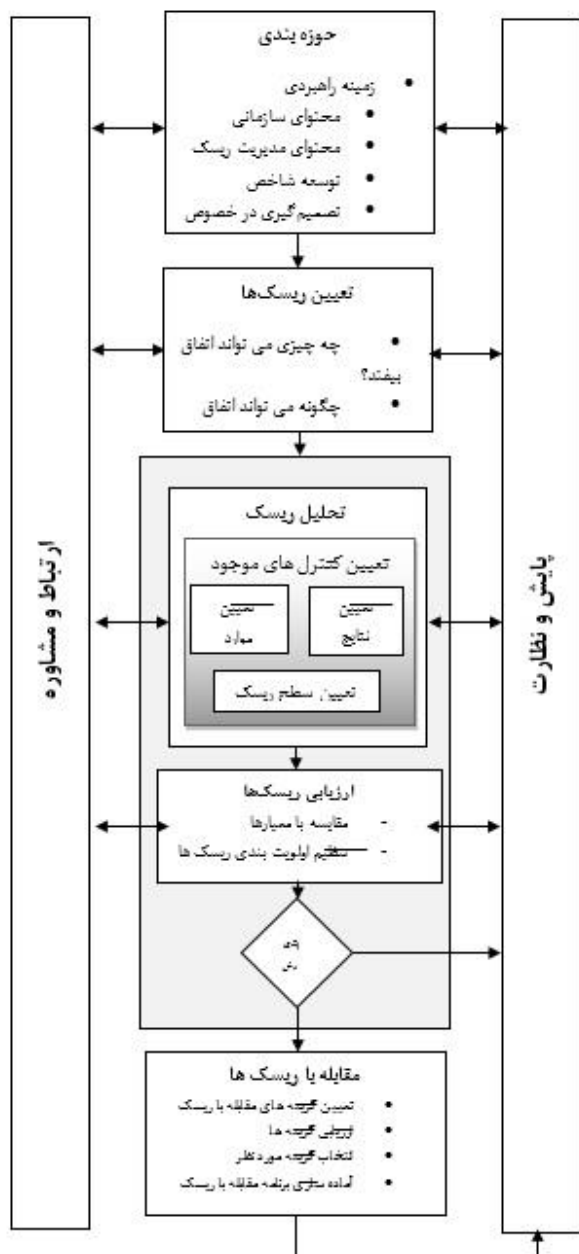 حوزه بندی
زمینه راهبردی
محتوای سازمانی
محتوای مدیریت ریسک
توسعه شاخص
تصمیم‌گیری در خصوص
تعیین ریسک‌ها
چه چیزی می تواند اتفاق
بیفتد؟
چگونه می تواند اتفاق
تحلیل ریسک
تعیین کنترل های موجود
تعیین
نتایج
تعیین
موارد
تعیین سطح ریسک
ارزیابی ریسک‌ها
- مقایسه با معیارها
- تنظیم اولویت بندی ریسک ها
مقابله با ریسک ها
تعیین گزینه های مقابله با ریسک
ارزیابی گزینه ها
انتخاب گزینه مورد نظر
آماده سازی برنامه مقابله با ریسک
ارتباط و مشاوره
پایش و نظارت